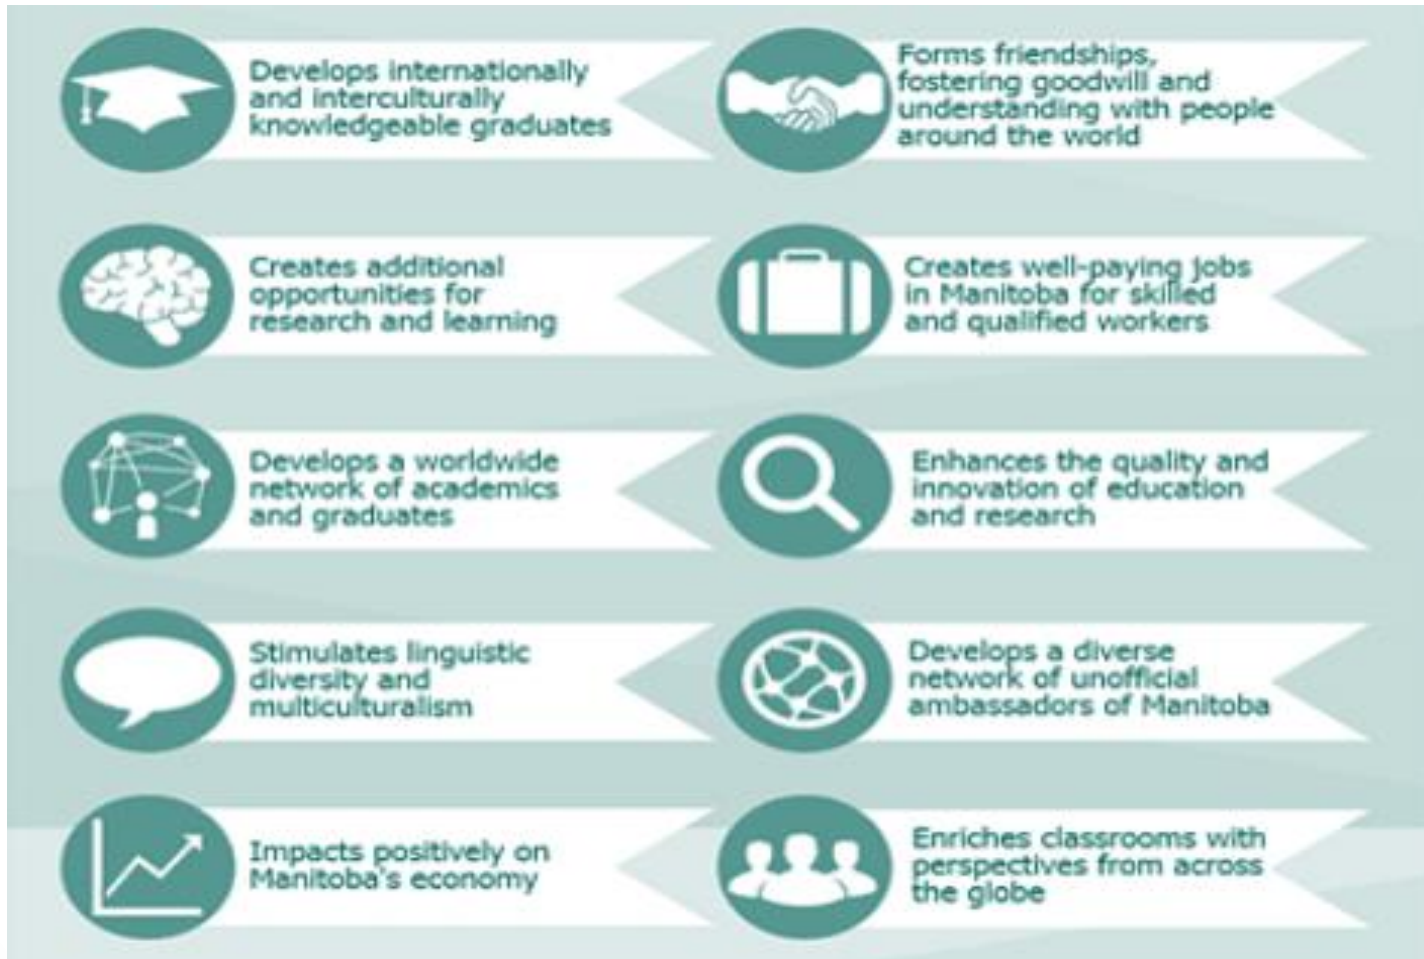 Develops internationally
and interculturally
knowledgeable graduates
Forms friendships,
fostering goodwill and
understanding with people
around the world
Creates additional
opportunities for
research and learning
Creates well-paying jobs
in Manitoba for skilled
and qualified workers
Develops a worldwide
network of academics
and graduates
Enhances the quality and
innovation of education
and research
Stimulates linguistic
diversity and
multiculturalism
Develops a diverse
network of unofficial
ambassadors of Manitoba
Impacts positively on
Manitoba's economy
Enriches classrooms with
perspectives from across
the globe